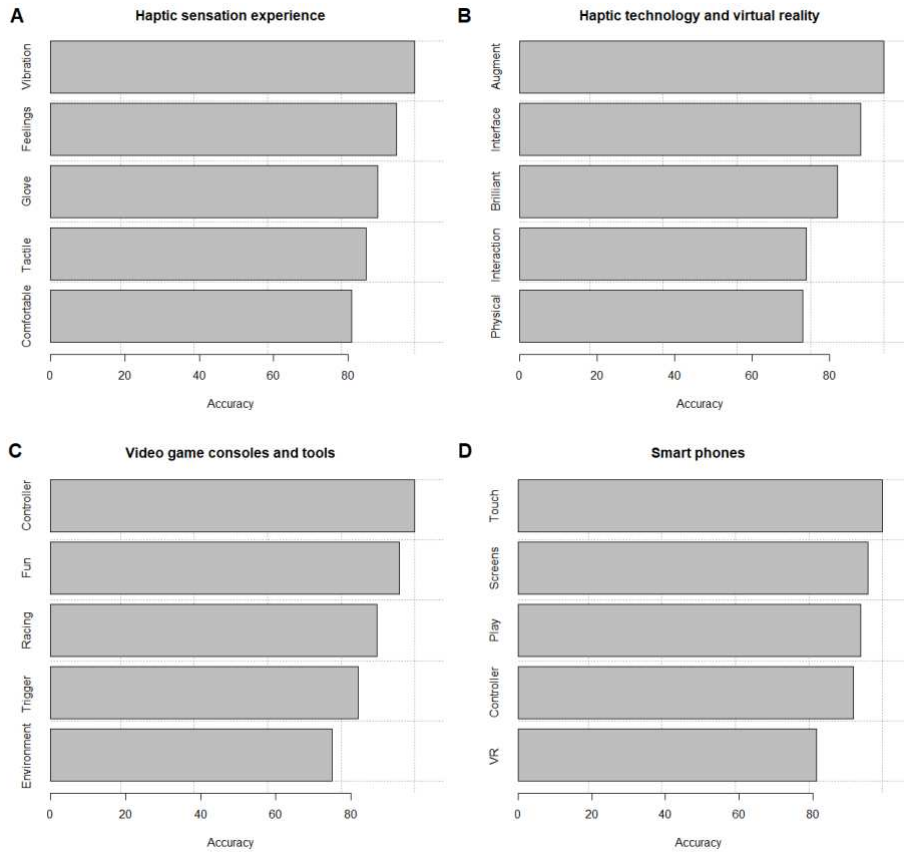 A
Haptic sensation experience
Vibration
Feelings
Glove
Tactile
Comfortable
0 20 40 60 80
Accuracy
B
Haptic technology and virtual reality
Augment
Interface
Brilliant
Interaction
Physical
0 20 40 60 80
Accuracy
C
Video game consoles and tools
Controller
Fun
Racing
Trigger
Environment
0 20 40 60 80
Accuracy
D
Smart phones
Touch
Screens
Play
Controller
VR
0 20 40 60 80
Accuracy